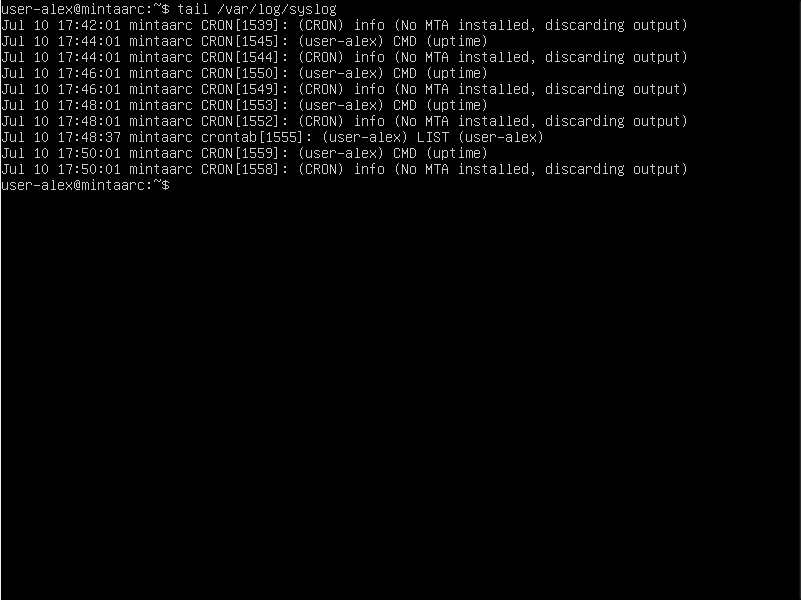 user-alex@mintaarc:~$ tail /var/log/syslog
Jul 10 17:42:01 mintaarc CRON[1539]: (CRON) info (No MTA installed, discarding output)
Jul 10 17:44:01 mintaarc CRON[1545]: (user-alex) CMD (uptime)
Jul 10 17:44:01 mintaarc CRON[1544]: (CRON) info (No MTA installed, discarding output)
Jul 10 17:46:01 mintaarc CRON[1550]: (user-alex) CMD (uptime)
Jul 10 17:46:01 mintaarc CRON[1549]: (CRON) info (No MTA installed, discarding output)
Jul 10 17:48:01 mintaarc CRON[1553]: (user-alex) CMD (uptime)
Jul 10 17:48:01 mintaarc CRON[1552]: (CRON) info (No MTA installed, discarding output)
Jul 10 17:48:37 mintaarc crontab[1555]: (user-alex) LIST (user-alex)
Jul 10 17:50:01 mintaarc CRON[1559]: (user-alex) CMD (uptime)
Jul 10 17:50:01 mintaarc CRON[1558]: (CRON) info (No MTA installed, discarding output)
user-alex@mintaarc:~$